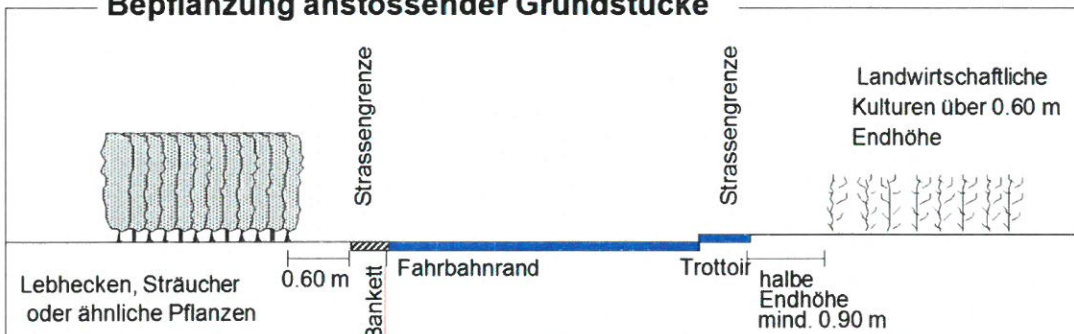 Bepflanzung anstossender Grundstücke
Strassengrenze
Strassengrenze
Landwirtschaftliche
Kulturen über 0.60 m
Endhöhe
Lebhecken, Sträucher
oder ähnliche Pflanzen
0.60 m
Bankett
Fahrbahnrand
Trottoir
halbe
Endhöhe
mind. 0.90 m